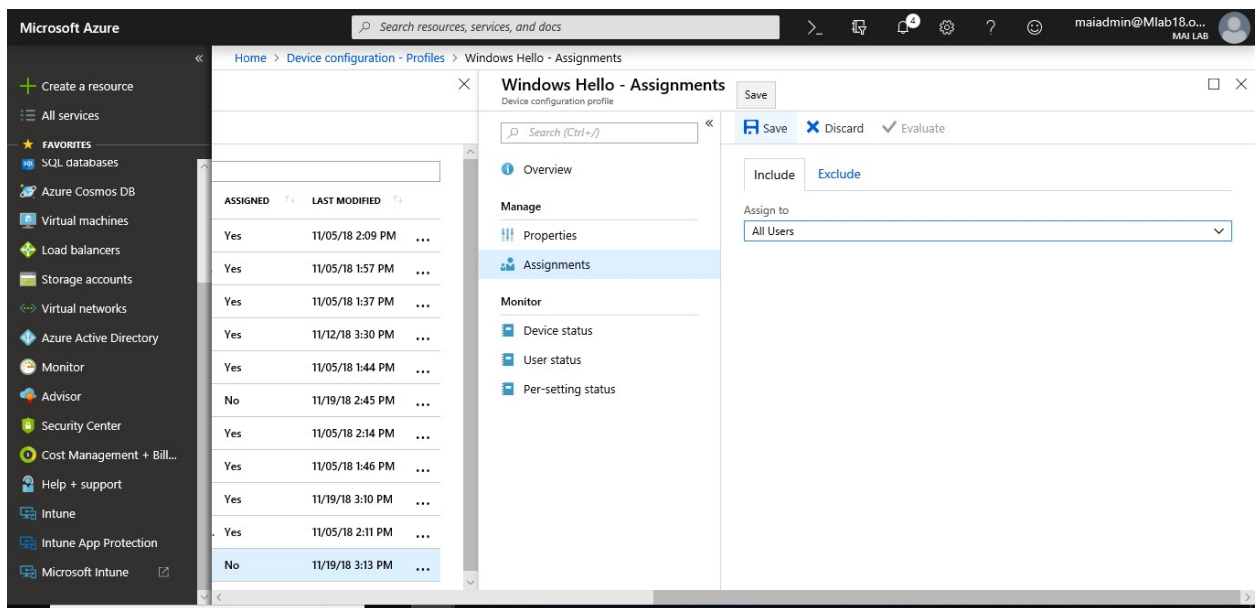 Microsoft Azure
Search resources, services, and docs
4
maiadmin@Mlab18.o...
MAI LAB
Home > Device configuration - Profiles > Windows Hello - Assignments
Create a resource
All services
FAVORITES
SQL databases
Azure Cosmos DB
Virtual machines
Load balancers
Storage accounts
Virtual networks
Azure Active Directory
Monitor
Advisor
Security Center
Cost Management + Bill...
Help + support
Intune
Intune App Protection
Microsoft Intune
ASSIGNED LAST MODIFIED
Yes 11/05/18 2:09 PM ...
Yes 11/05/18 1:57 PM ...
Yes 11/05/18 1:37 PM ...
Yes 11/12/18 3:30 PM ...
Yes 11/05/18 1:44 PM ...
No 11/19/18 2:45 PM ...
Yes 11/05/18 2:14 PM ...
Yes 11/05/18 1:46 PM ...
Yes 11/19/18 3:10 PM ...
Yes 11/05/18 2:11 PM ...
No 11/19/18 3:13 PM ...
Windows Hello - Assignments
Device configuration profile
Search (Ctrl+/)
Overview
Manage
Properties
Assignments
Monitor
Device status
User status
Per-setting status
Save
Save Discard Evaluate
Include Exclude
Assign to
All Users